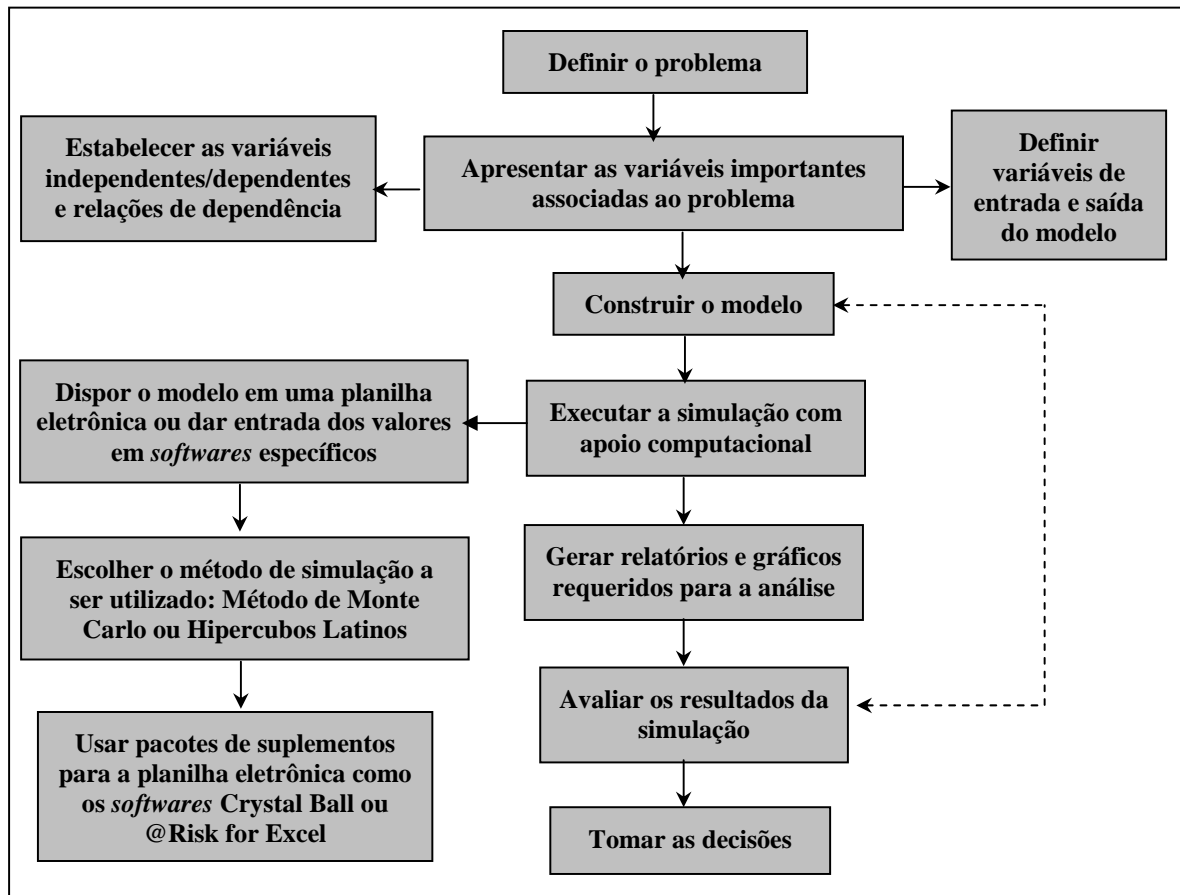 Definir o problema
Estabelecer as variáveis
independentes/dependentes
e relações de dependência
Apresentar as variáveis importantes
associadas ao problema
Definir
variáveis de
entrada e saída
do modelo
Construir o modelo
Dispor o modelo em uma planilha
eletrônica ou dar entrada dos valores
em softwares específicos
Executar a simulação com
apoio computacional
Escolher o método de simulação a
ser utilizado: Método de Monte
Carlo ou Hipercubos Latinos
Gerar relatórios e gráficos
requeridos para a análise
Avaliar os resultados da
simulação
Usar pacotes de suplementos
para a planilha eletrônica como
os softwares Crystal Ball ou
@Risk for Excel
Tomar as decisões